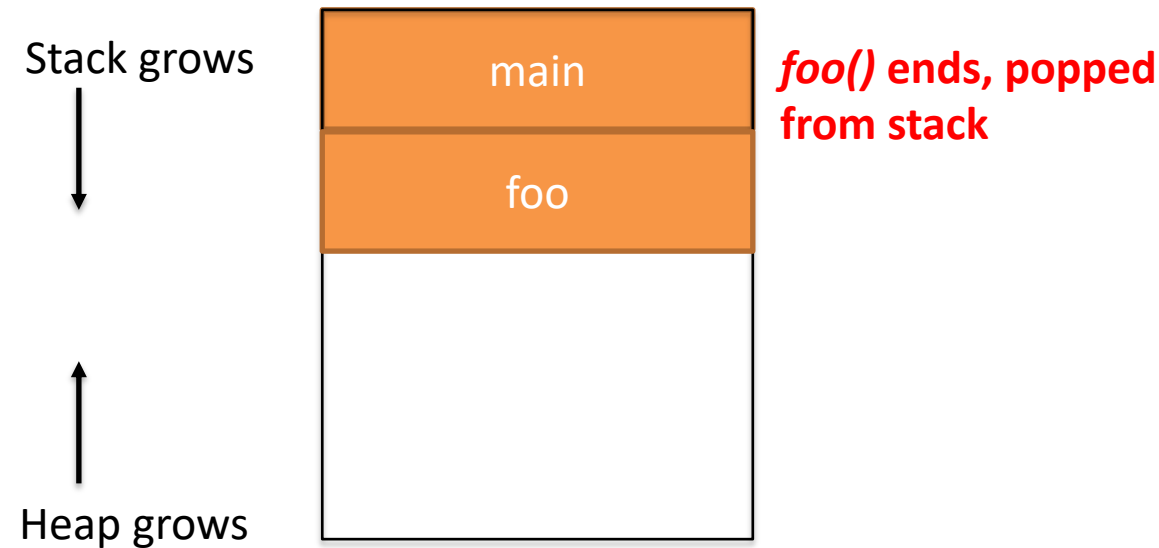 Stack grows
main
foo() ends, popped
from stack
foo
Heap grows